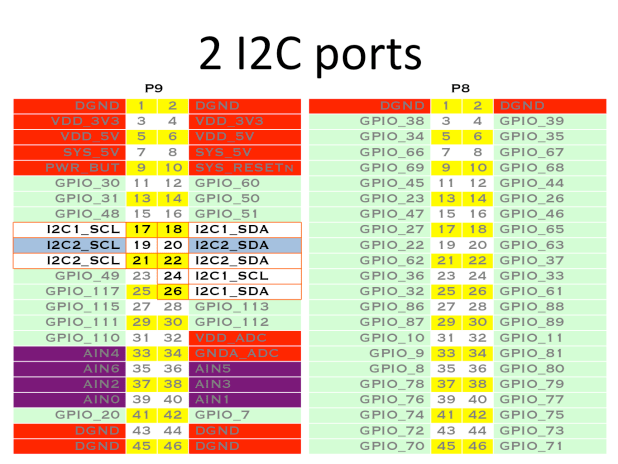 2 I2C ports
P9 P8
DGND 1 2 DGND DGND 1 2 DGND
VDD_3V3 3 4 VDD_3V3 GPIO_38 3 4 GPIO_39
VDD_5V 5 6 VDD_5V GPIO_34 5 6 GPIO_35
SYS_5V 7 8 SYS_5V GPIO_66 7 8 GPIO_67
PWR_BUT 9 10 SYS_RESETN GPIO_69 9 10 GPIO_68
GPIO_30 11 12 GPIO_60 GPIO_45 11 12 GPIO_44
GPIO_31 13 14 GPIO_50 GPIO_23 13 14 GPIO_26
GPIO_48 15 16 GPIO_51 GPIO_47 15 16 GPIO_46
I2C1_SCL 17 18 I2C1_SDA GPIO_27 17 18 GPIO_65
I2C2_SCL 19 20 I2C2_SDA GPIO_22 19 20 GPIO_63
I2C2_SCL 21 22 I2C2_SDA GPIO_62 21 22 GPIO_37
GPIO_49 23 24 I2C1_SCL GPIO_36 23 24 GPIO_33
GPIO_117 25 26 I2C1_SDA GPIO_32 25 26 GPIO_61
GPIO_115 27 28 GPIO_113 GPIO_86 27 28 GPIO_88
GPIO_111 29 30 GPIO_112 GPIO_87 29 30 GPIO_89
GPIO_110 31 32 VDD_ADC GPIO_10 31 32 GPIO_11
AIN4 33 34 GNDA_ADC GPIO_9 33 34 GPIO_81
AIN6 35 36 AIN5 GPIO_8 35 36 GPIO_80
AIN2 37 38 AIN3 GPIO_78 37 38 GPIO_79
AIN0 39 40 AIN1 GPIO_76 39 40 GPIO_77
GPIO_20 41 42 GPIO_7 GPIO_74 41 42 GPIO_75
DGND 43 44 DGND GPIO_72 43 44 GPIO_73
DGND 45 46 DGND GPIO_70 45 46 GPIO_71